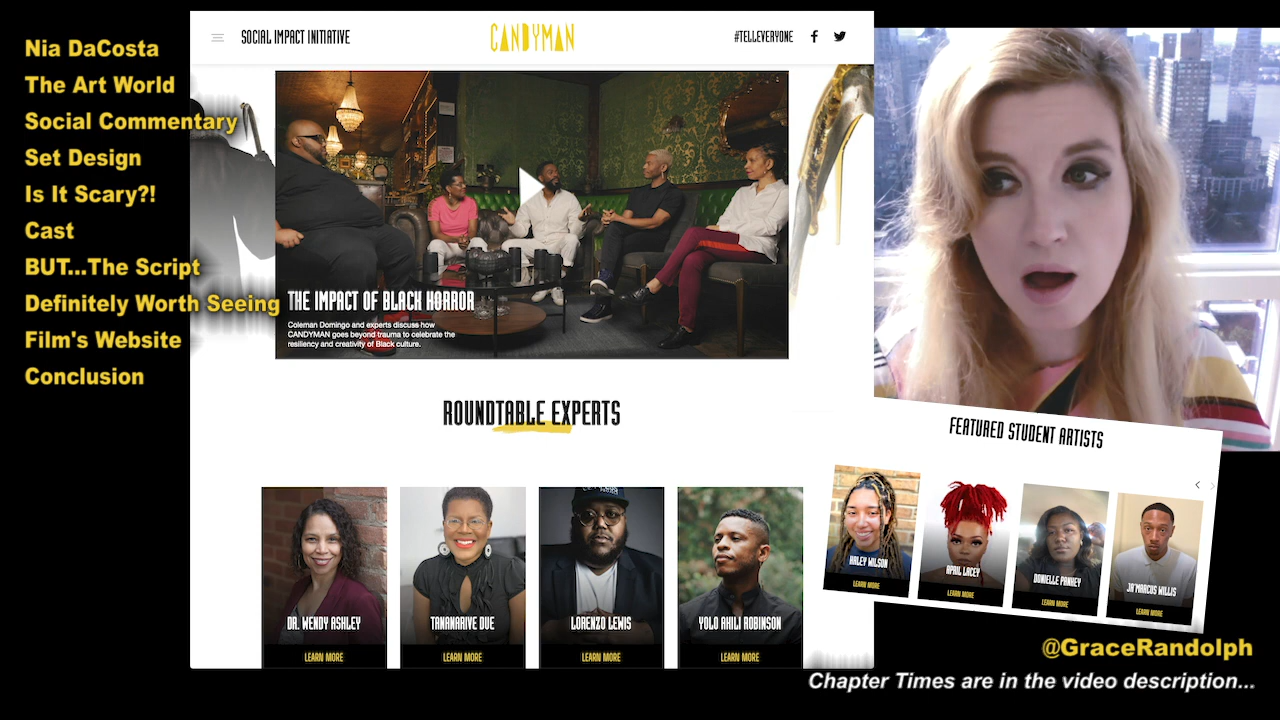 Nia DaCosta
The Art World
Social Commentary
Set Design
Is It Scary?!
Cast
BUT...The Script
Definitely Worth Seeing
Film's Website
Conclusion
SOCIAL IMPACT INITIATIVE
CANDYMAN
#TELLEVERYONE
THE IMPACT OF BLACK HORROR
Coleman Domingo and experts discuss how
CANDYMAN goes beyond trauma to celebrate the
resiliency and creativity of Black culture.
ROUNDTABLE EXPERTS
DR. WENDY ASHLEY
LEARN MORE
TANANARIVE DUE
LEARN MORE
LORENZO LEWIS
LEARN MORE
YOLO AKILI ROBINSON
LEARN MORE
FEATURED STUDENT ARTISTS
HALEY WILSON
LEARN MORE
APRIL LACEY
LEARN MORE
DONIELLE PANKEY
LEARN MORE
JA'MARCUS WILLIS
LEARN MORE
@GraceRandolph
Chapter Times are in the video description...